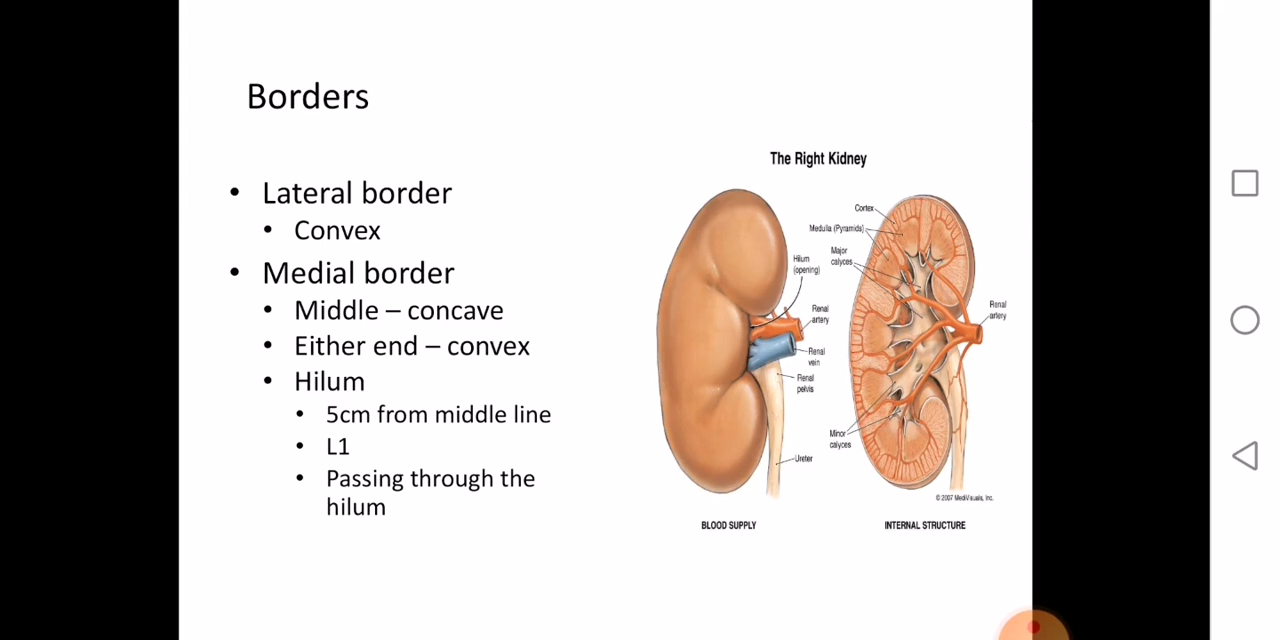 Borders
Lateral border
Convex
Medial border
Middle – concave
Either end – convex
Hilum
5cm from middle line
L1
Passing through the
hilum
The Right Kidney
Hilum
(opening)
Renal
artery
Renal
vein
Renal
pelvis
Ureter
BLOOD SUPPLY
Cortex
Medulla (Pyramids)
Major
calyces
Renal
artery
Minor
calyces
© 2007 MediVisuals, Inc.
INTERNAL STRUCTURE